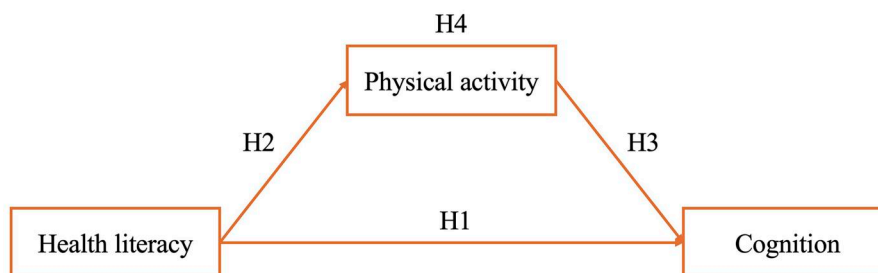 H4
Physical activity
H2
H3
H1
Health literacy
Cognition